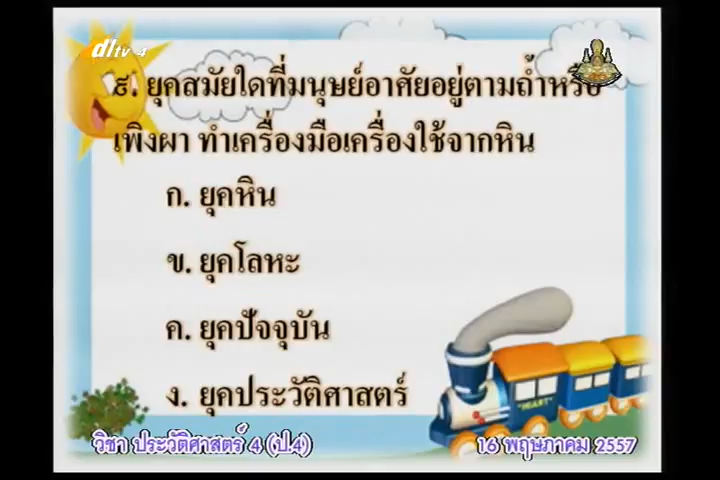 dltv 4
๙. ยุคสมัยใดที่มนุษย์อาศัยอยู่ตามถ้ำหรือ
เพิงผา ทำเครื่องมือเครื่องใช้จากหิน
ก. ยุคหิน
ข. ยุคโลหะ
ค. ยุคปัจจุบัน
ง. ยุคประวัติศาสตร์
"HEART"
วิชา ประวัติศาสตร์ 4 (ป.4)
16 พฤษภาคม 2557